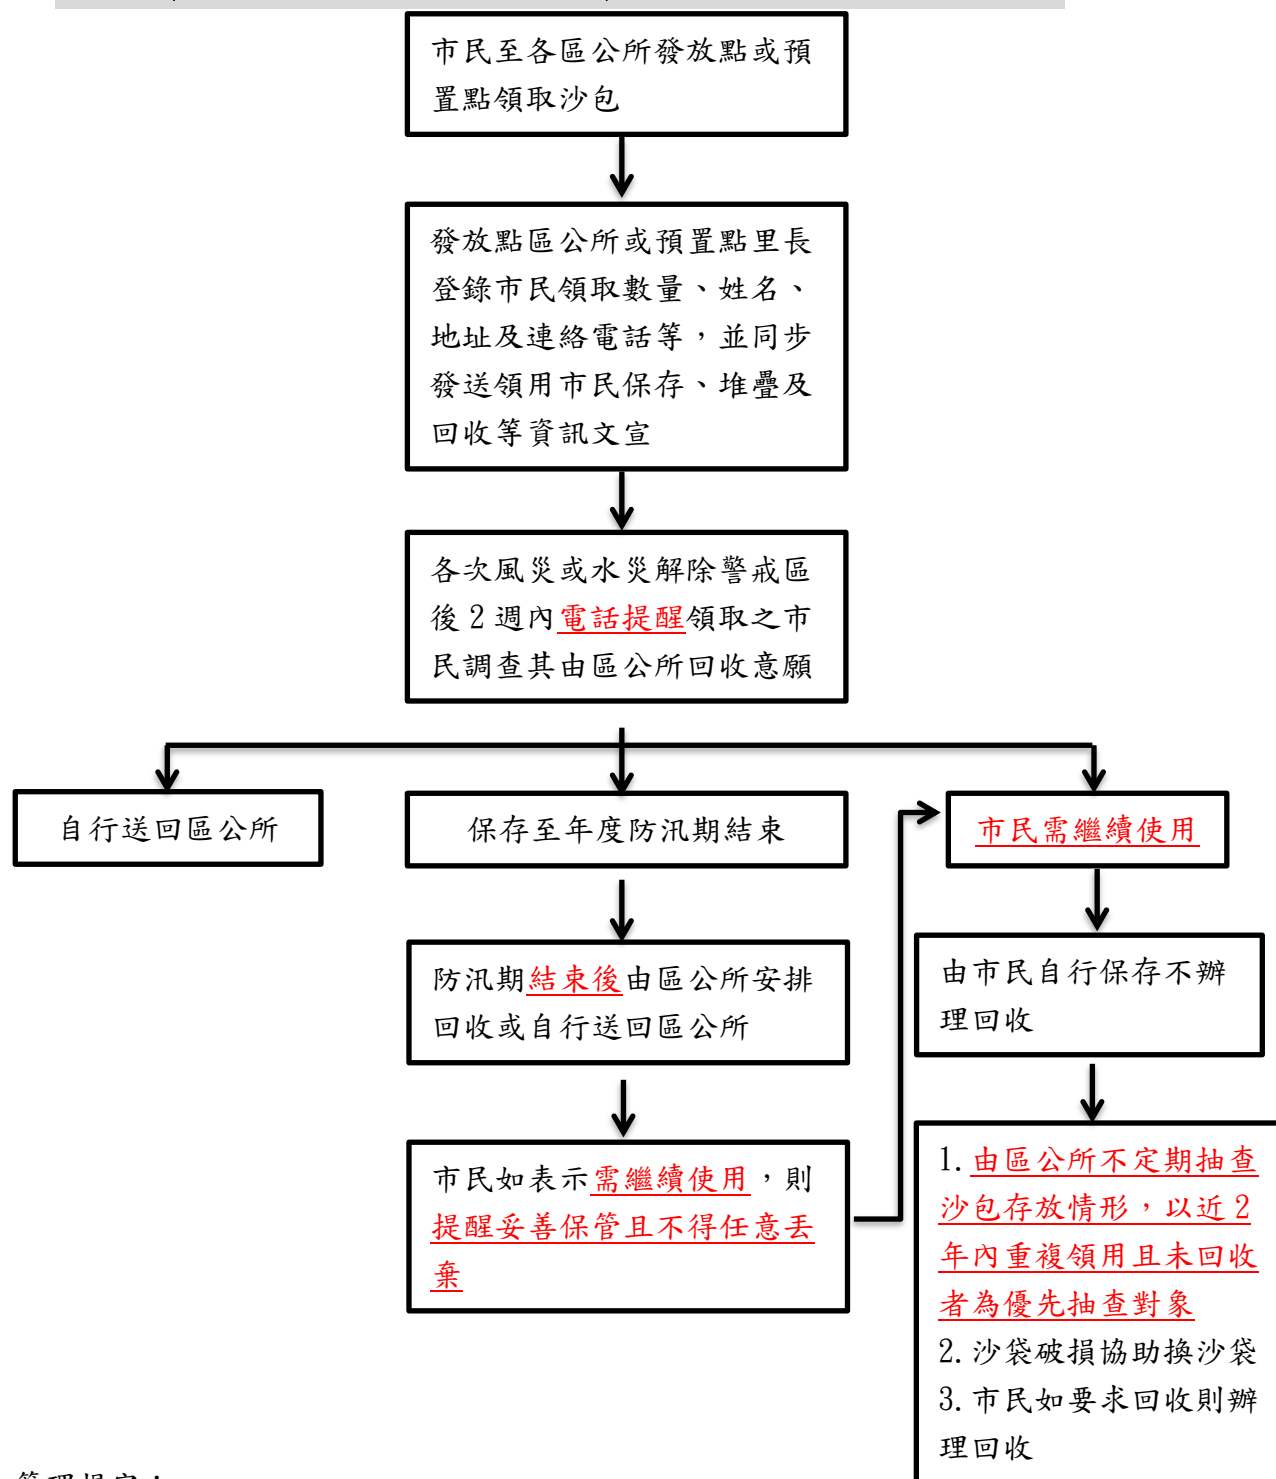 市民至各區公所發放點或預
置點領取沙包
發放點區公所或預置點里長
登錄市民領取數量、姓名、
地址及連絡電話等，並同步
發送領用市民保存、堆疊及
回收等資訊文宣
各次風災或水災解除警戒區
後2週內電話提醒領取之市
民調查其由區公所回收意願
自行送回區公所
保存至年度防汛期結束
防汛期結束後由區公所安排
回收或自行送回區公所
市民如表示需繼續使用，則
提醒妥善保管且不得任意丟
棄
市民需繼續使用
由市民自行保存不辦
理回收
1.由區公所不定期抽查
沙包存放情形，以近2
年內重複領用且未回收
者為優先抽查對象
2.沙袋破損協助換沙袋
3.市民如要求回收則辦
理回收